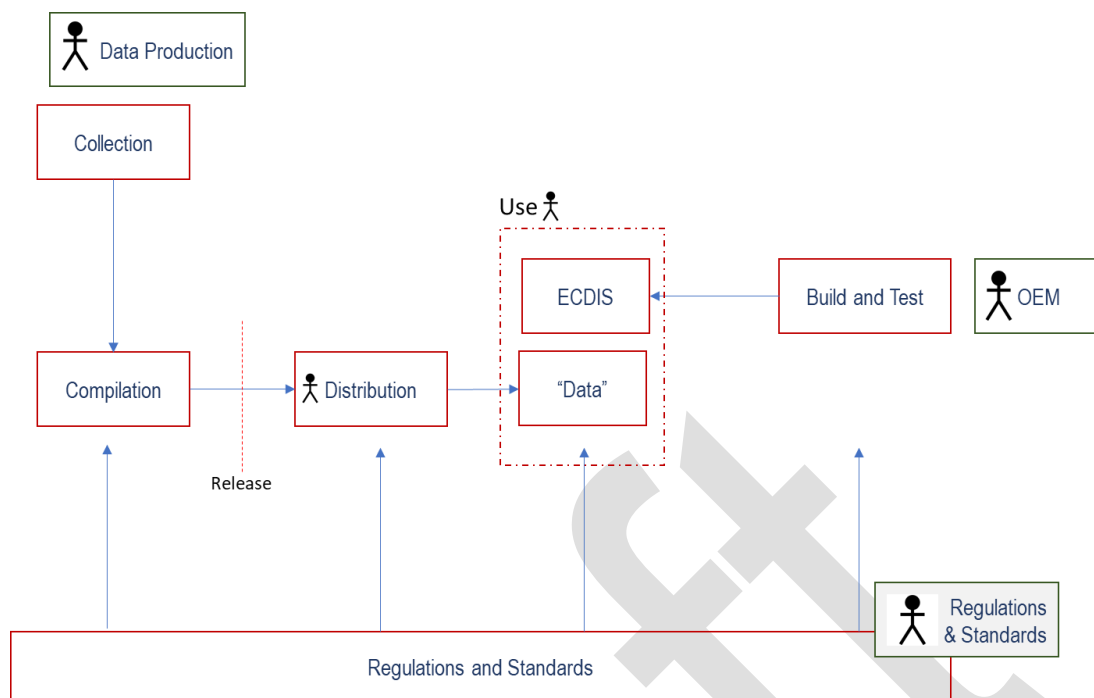 Data Production
Collection
Use
ECDIS
Build and Test
OEM
Compilation
Distribution
“Data”
Release
Regulations
& Standards
Regulations and Standards